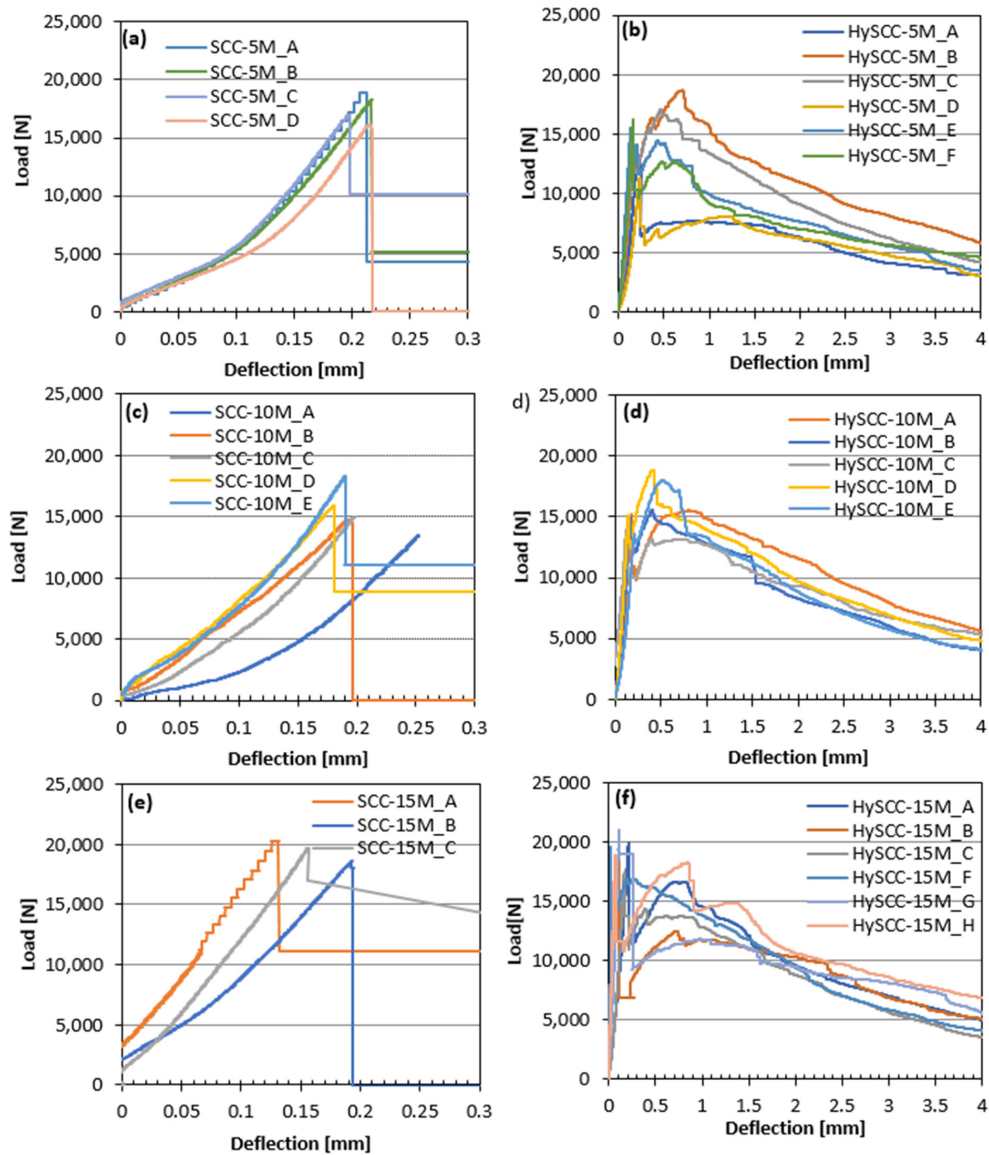 (a)
SCC-5M_A
SCC-5M_B
SCC-5M_C
SCC-5M_D
25,000
20,000
15,000
10,000
5,000
0
Load [N]
0 0.05 0.1 0.15 0.2 0.25 0.3
Deflection [mm]
(b)
HySCC-5M_A
HySCC-5M_B
HySCC-5M_C
HySCC-5M_D
HySCC-5M_E
HySCC-5M_F
25,000
20,000
15,000
10,000
5,000
0
Load [N]
0 0.5 1 1.5 2 2.5 3 3.5 4
Deflection [mm]
(c)
SCC-10M_A
SCC-10M_B
SCC-10M_C
SCC-10M_D
SCC-10M_E
25,000
20,000
15,000
10,000
5,000
0
Load [N]
0 0.05 0.1 0.15 0.2 0.25 0.3
Deflection [mm]
d)
(d)
HySCC-10M_A
HySCC-10M_B
HySCC-10M_C
HySCC-10M_D
HySCC-10M_E
25,000
20,000
15,000
10,000
5,000
0
Load [N]
0 0.5 1 1.5 2 2.5 3 3.5 4
Deflection [mm]
(e)
SCC-15M_A
SCC-15M_B
SCC-15M_C
25,000
20,000
15,000
10,000
5,000
0
Load [N]
0 0.05 0.1 0.15 0.2 0.25 0.3
Deflection [mm]
(f)
HySCC-15M_A
HySCC-15M_B
HySCC-15M_C
HySCC-15M_F
HySCC-15M_G
HySCC-15M_H
25,000
20,000
15,000
10,000
5,000
0
Load[N]
0 0.5 1 1.5 2 2.5 3 3.5 4
Deflection [mm]